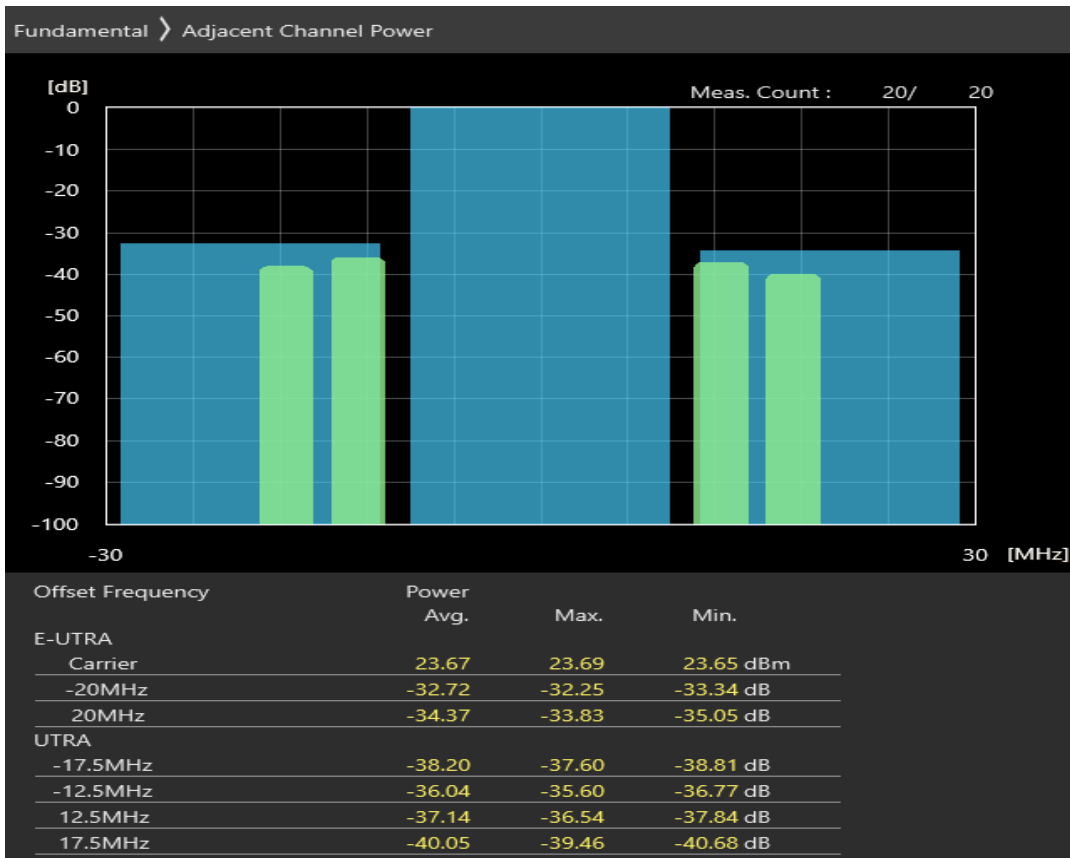 Fundamental ❭ Adjacent Channel Power
[dB]
Meas. Count : 20/ 20
0
-10
-20
-30
-40
-50
-60
-70
-80
-90
-100
-30 30 [MHz]
Offset Frequency Power
Avg. Max. Min.
E-UTRA
Carrier 23.67 23.69 23.65 dBm
-20MHz -32.72 -32.25 -33.34 dB
20MHz -34.37 -33.83 -35.05 dB
UTRA
-17.5MHz -38.20 -37.60 -38.81 dB
-12.5MHz -36.04 -35.60 -36.77 dB
12.5MHz -37.14 -36.54 -37.84 dB
17.5MHz -40.05 -39.46 -40.68 dB